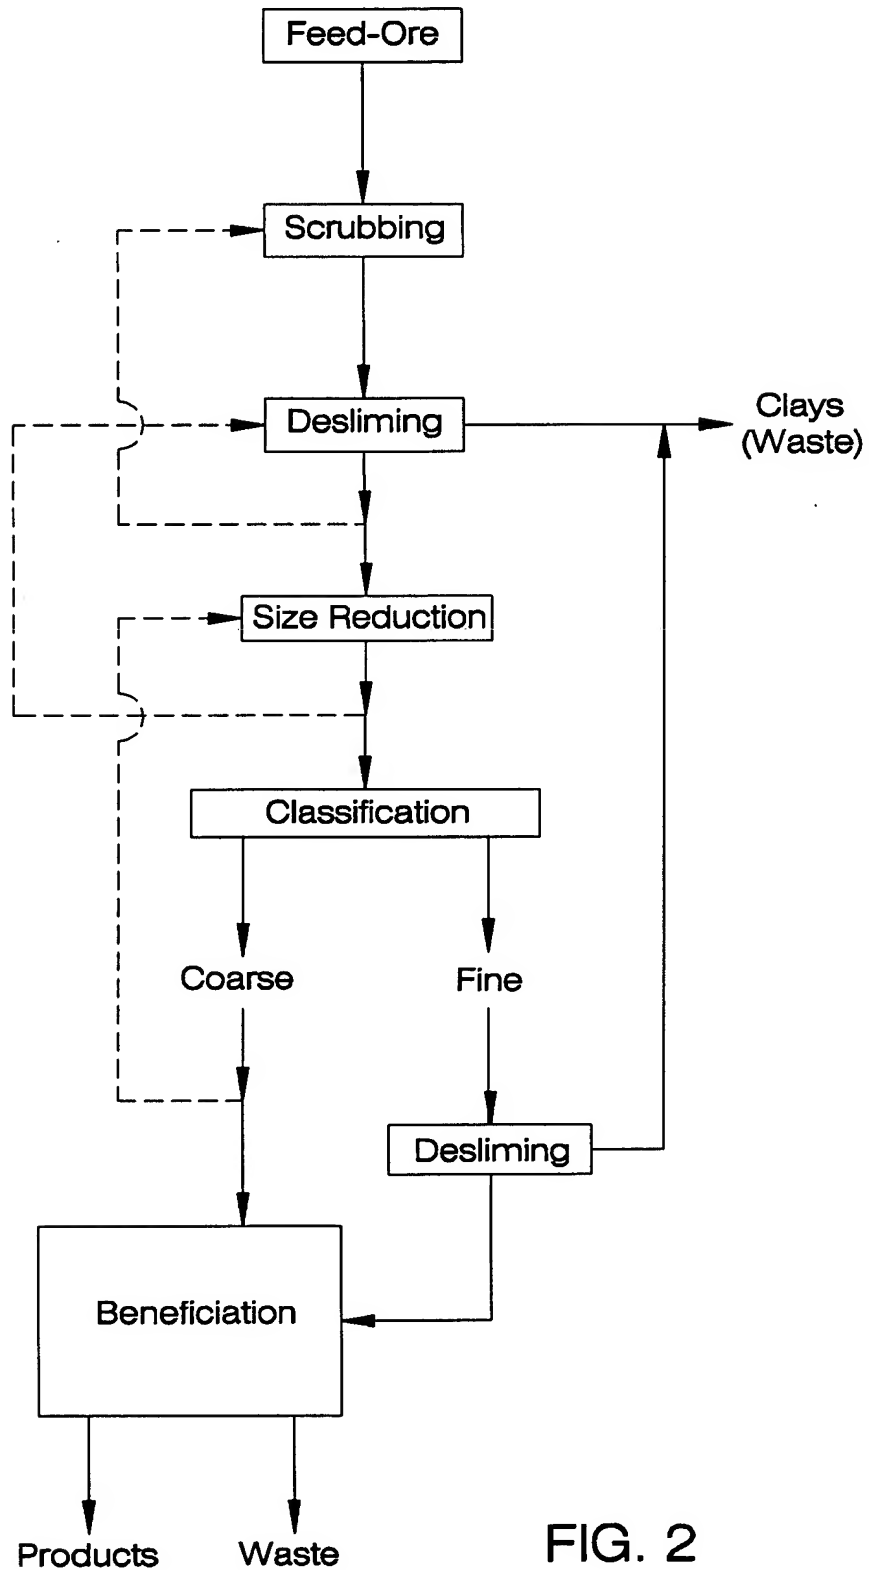 Feed-Ore
Scrubbing
Desliming
Clays
(Waste)
Size Reduction
Classification
Coarse
Fine
Desliming
Beneficiation
Products
Waste
FIG. 2